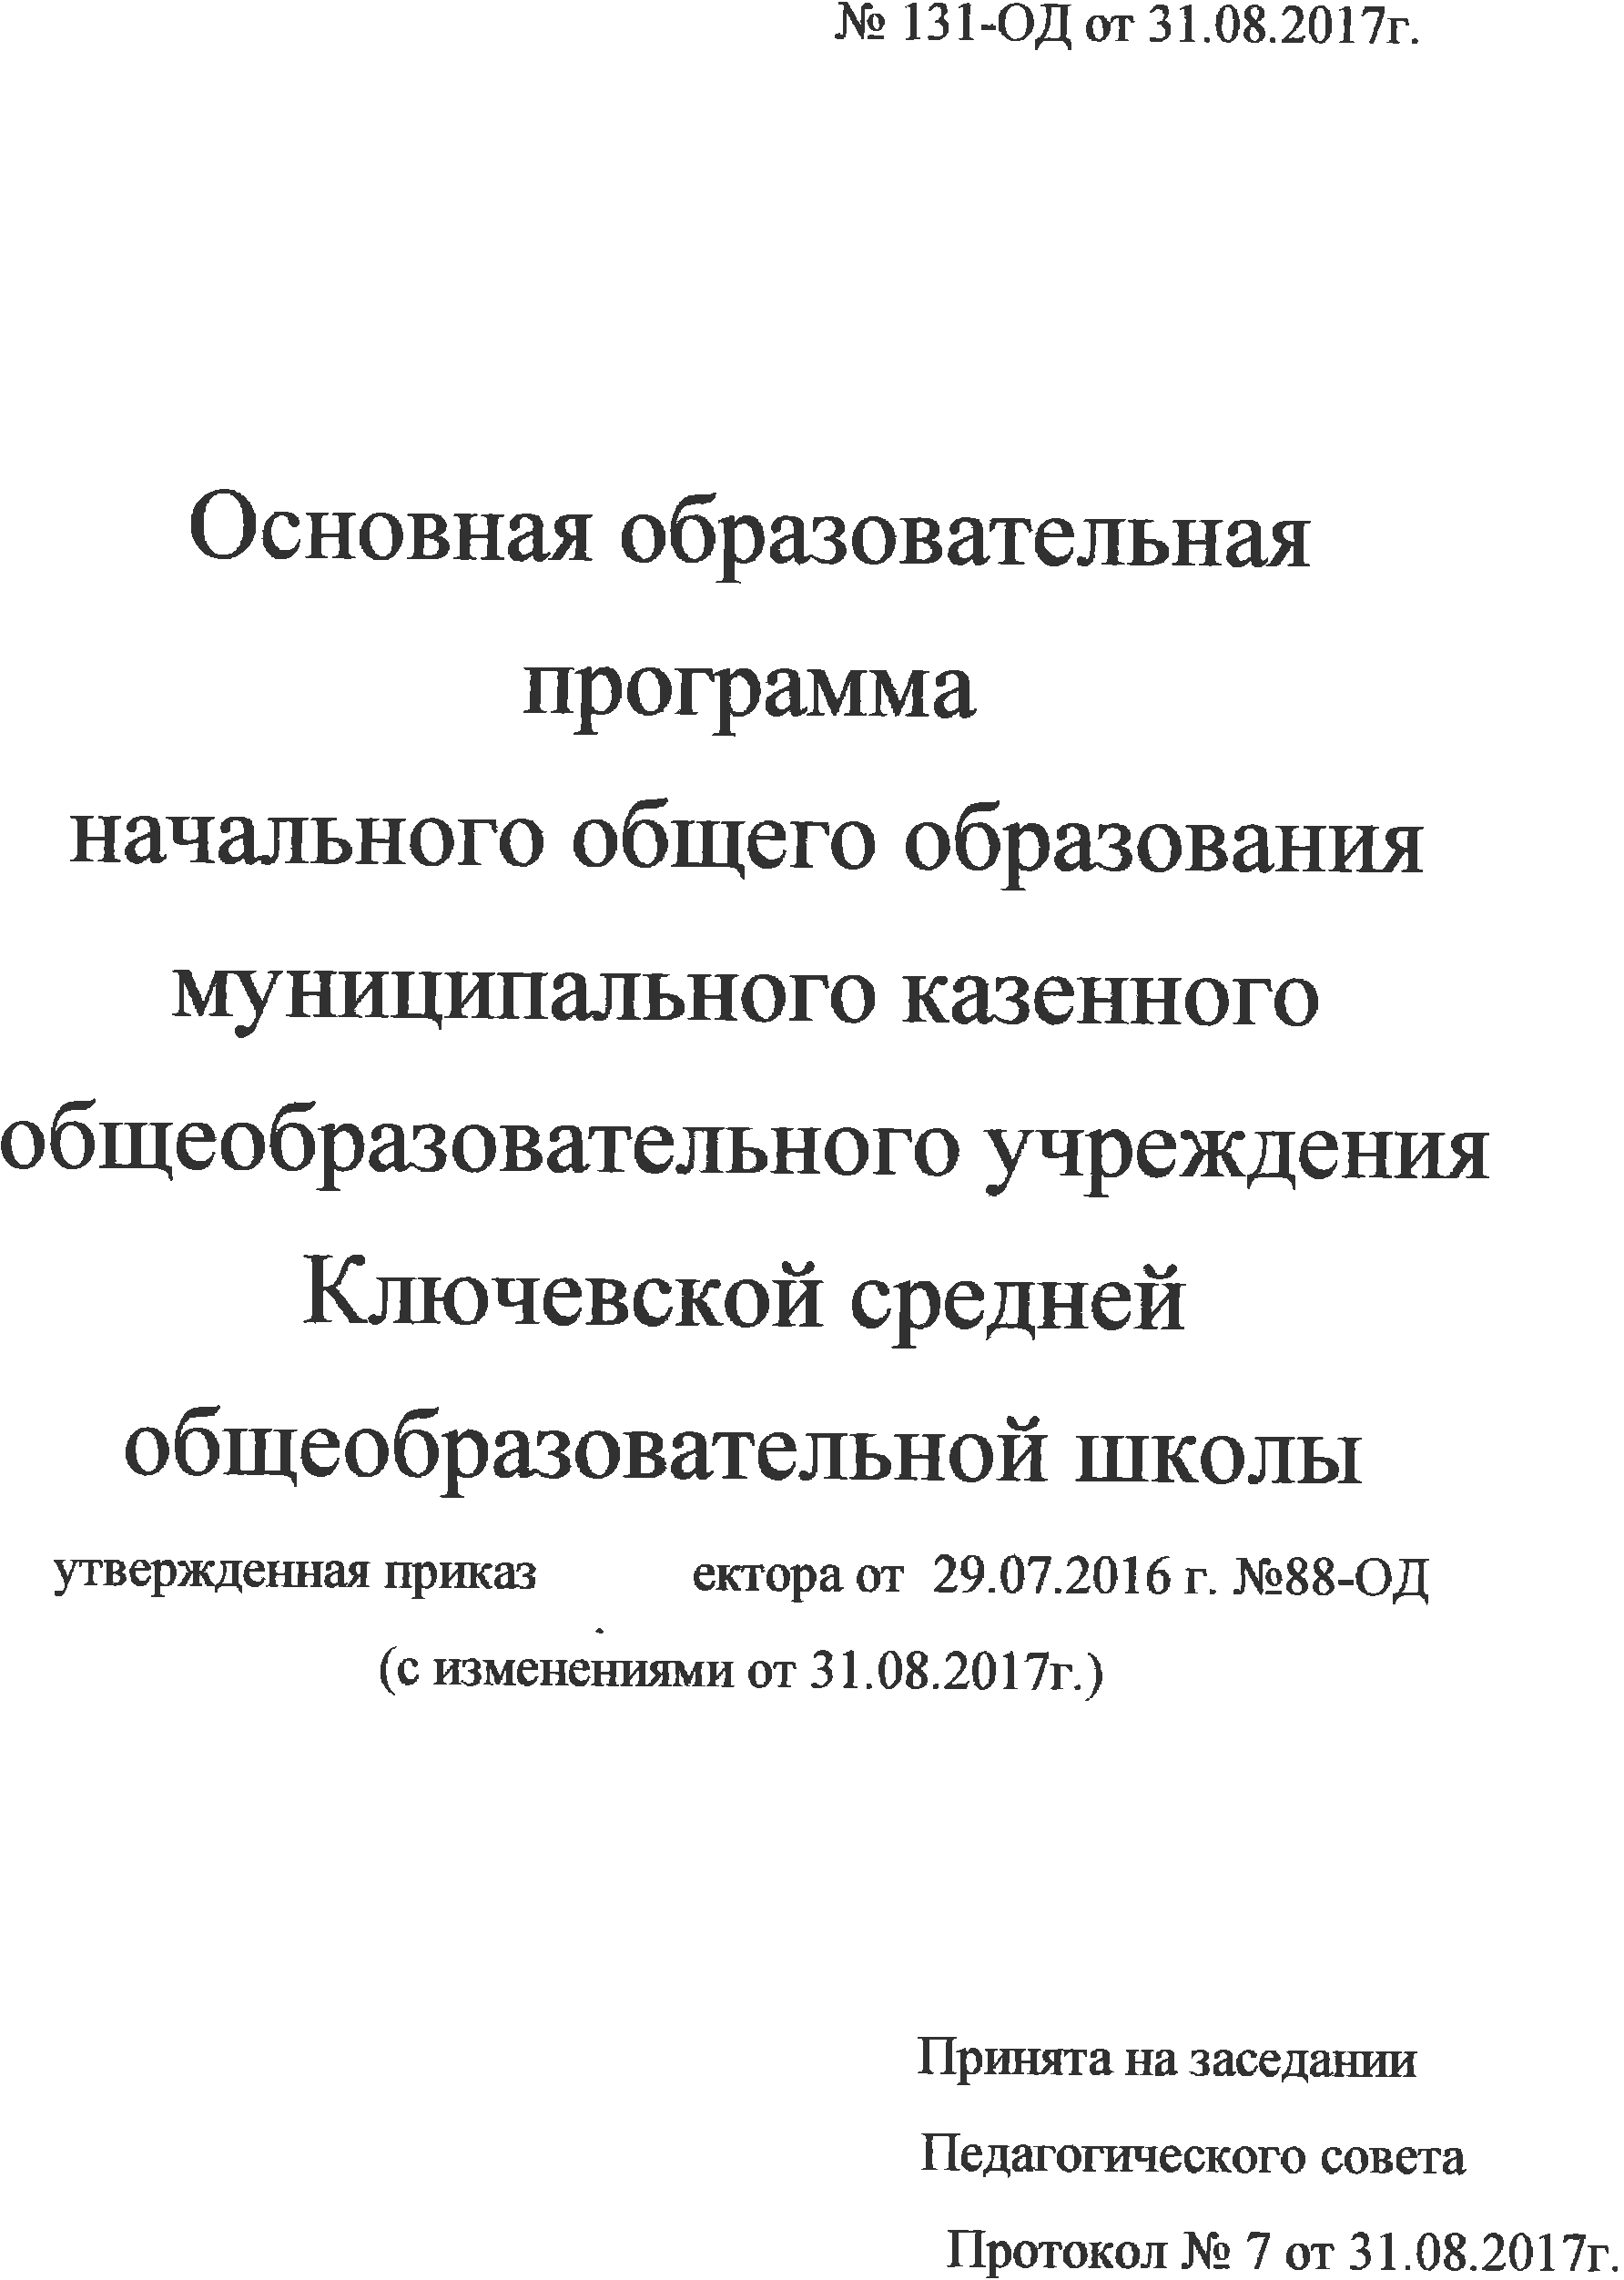 № 131-ОД от 31.08.2017г.
Основная образовательная
программа
начального общего образования
муниципального казенного
общеобразовательного учреждения
Ключевской средней
общеобразовательной школы
утвержденная приказ ектора от 29.07.2016 г. №88-ОД
(с изменениями от 31.08.2017г.)
Принята на заседании
Педагогического совета
Протокол № 7 от 31.08.2017г.